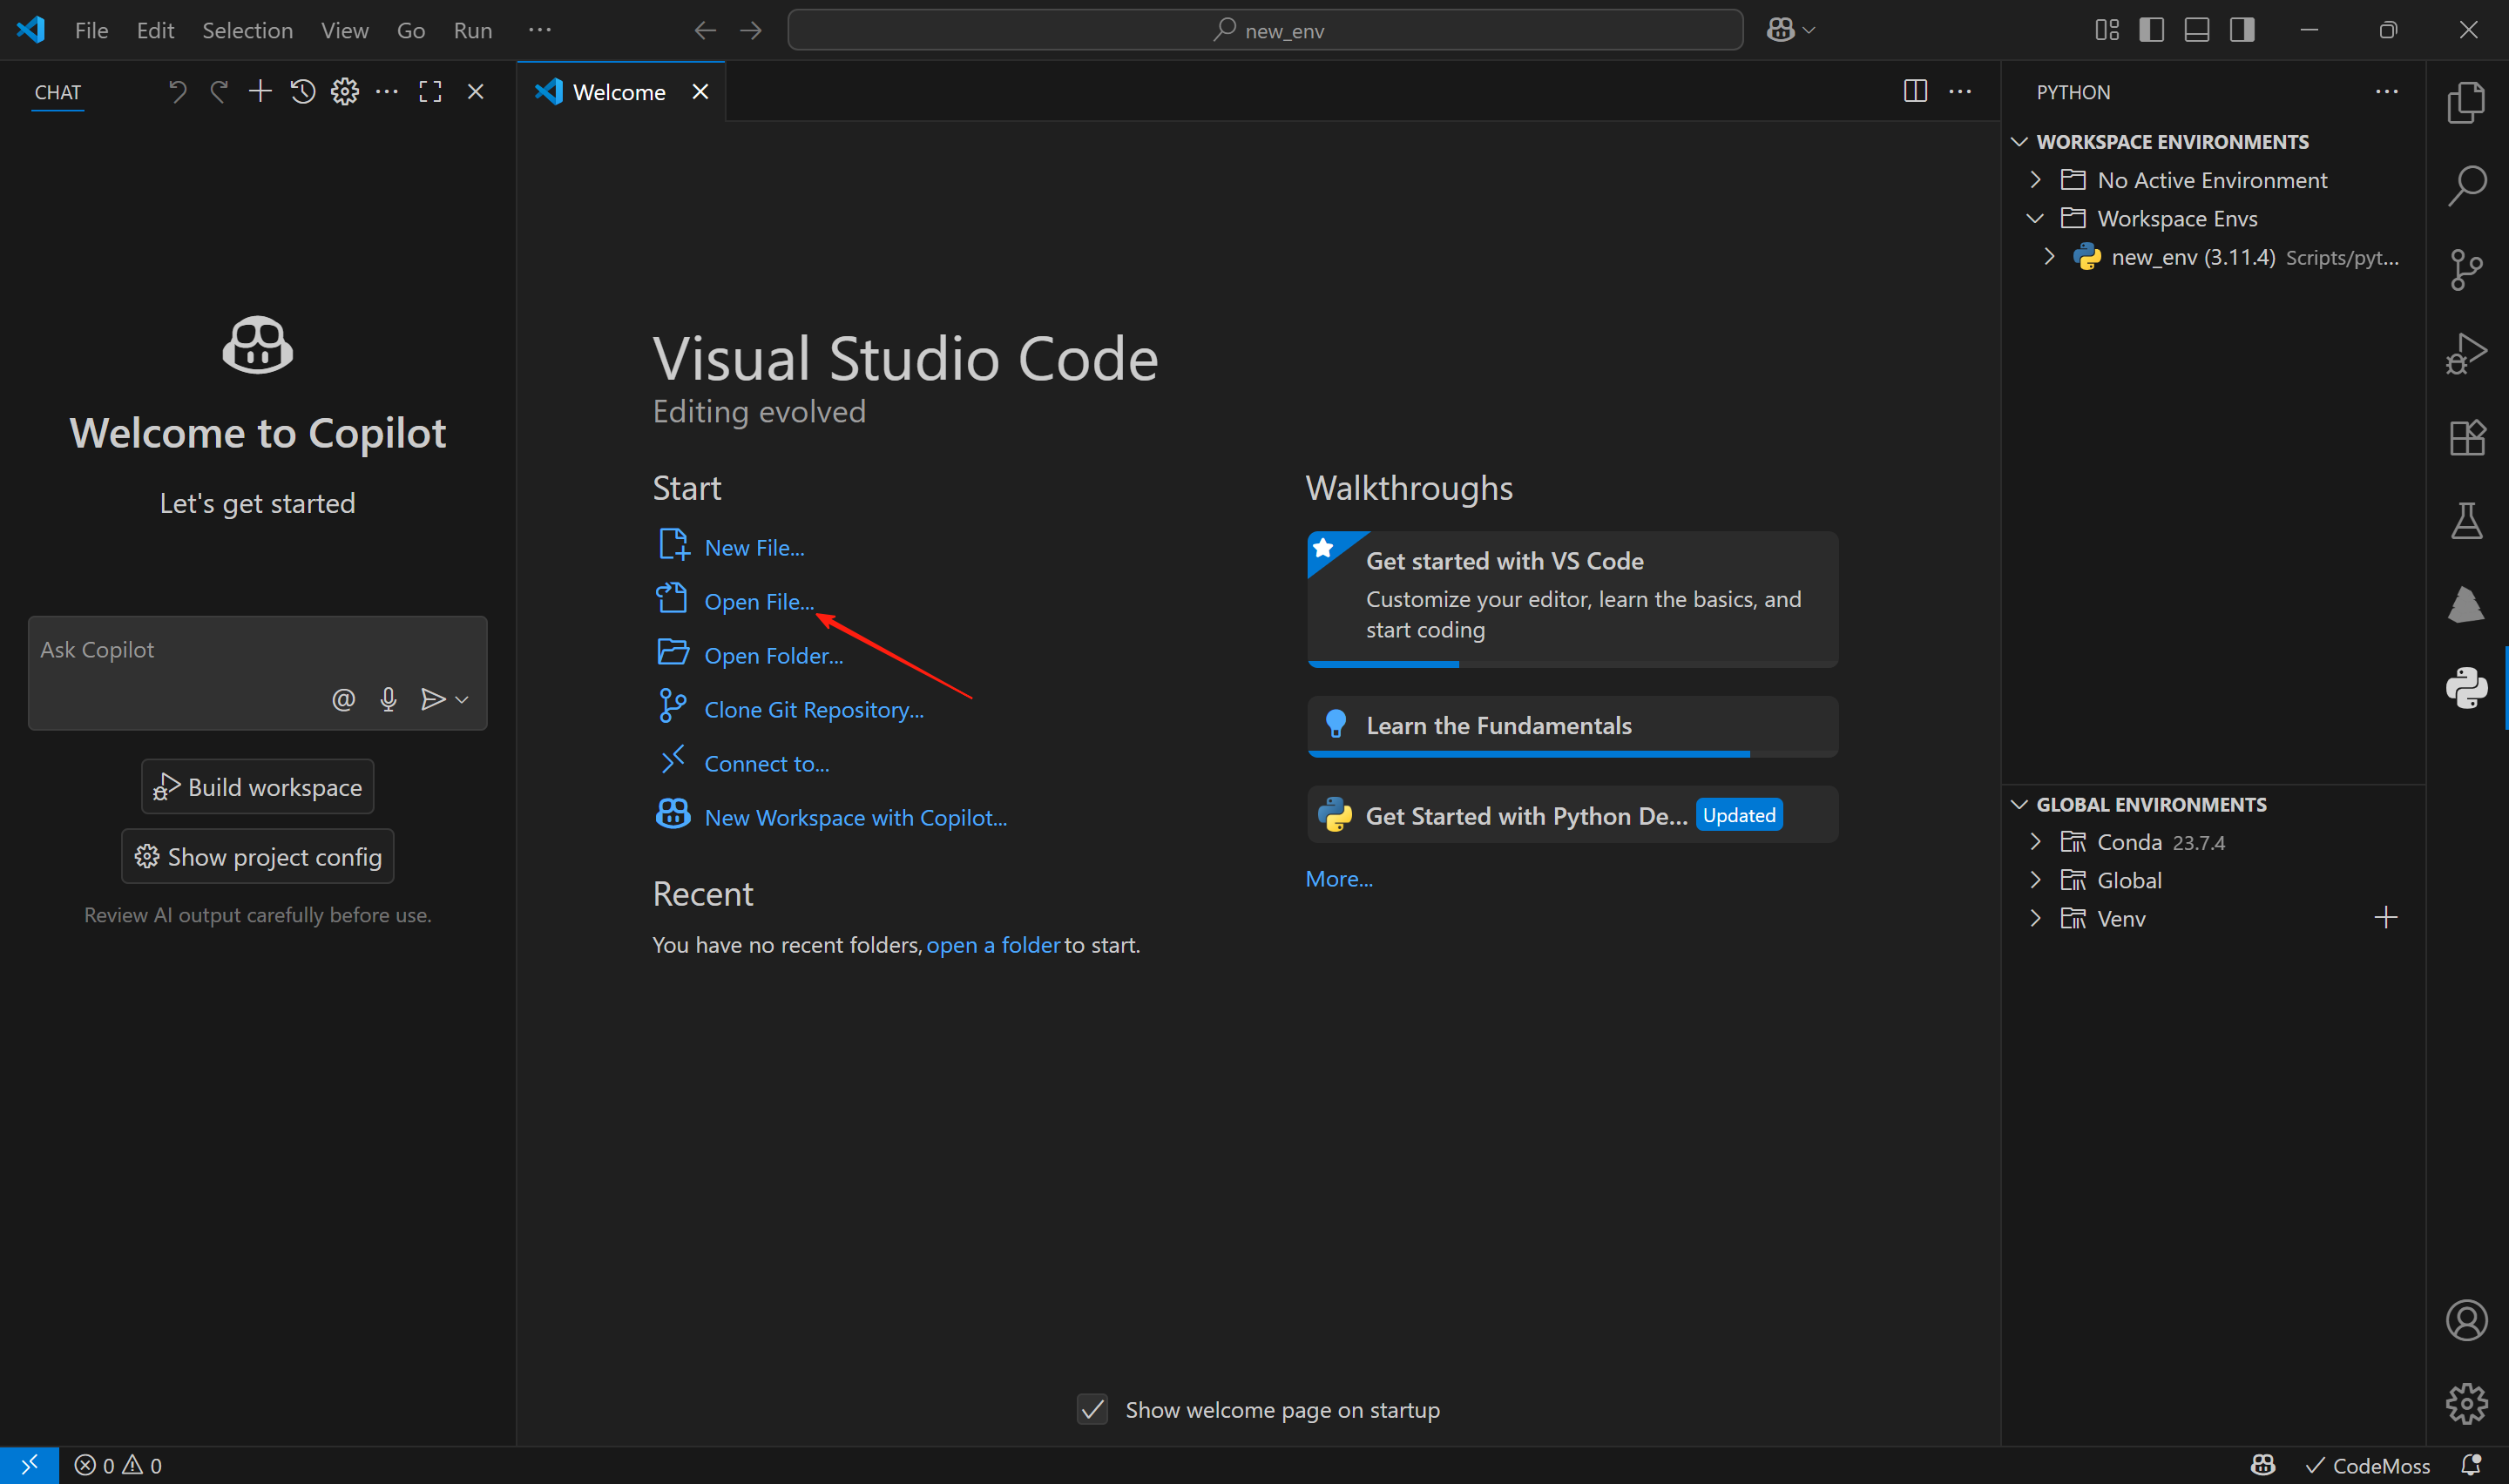 File Edit Selection View Go Run ···
new_env
CHAT
Welcome to Copilot
Let's get started
Ask Copilot
Build workspace
Show project config
Review AI output carefully before use.
Welcome
Visual Studio Code
Editing evolved
Start
New File...
Open File...
Open Folder...
Clone Git Repository...
Connect to...
New Workspace with Copilot...
Recent
You have no recent folders, open a folder to start.
Walkthroughs
Get started with VS Code
Customize your editor, learn the basics, and
start coding
Learn the Fundamentals
Get Started with Python De... Updated
More...
Show welcome page on startup
PYTHON
WORKSPACE ENVIRONMENTS
No Active Environment
Workspace Envs
new_env (3.11.4) Scripts/pyt...
GLOBAL ENVIRONMENTS
Conda 23.7.4
Global
Venv
0 0
CodeMoss